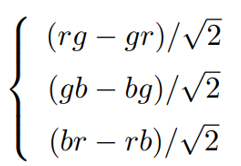 (rg − gr)/√2
(gb − bg)/√2
(br − rb)/√2